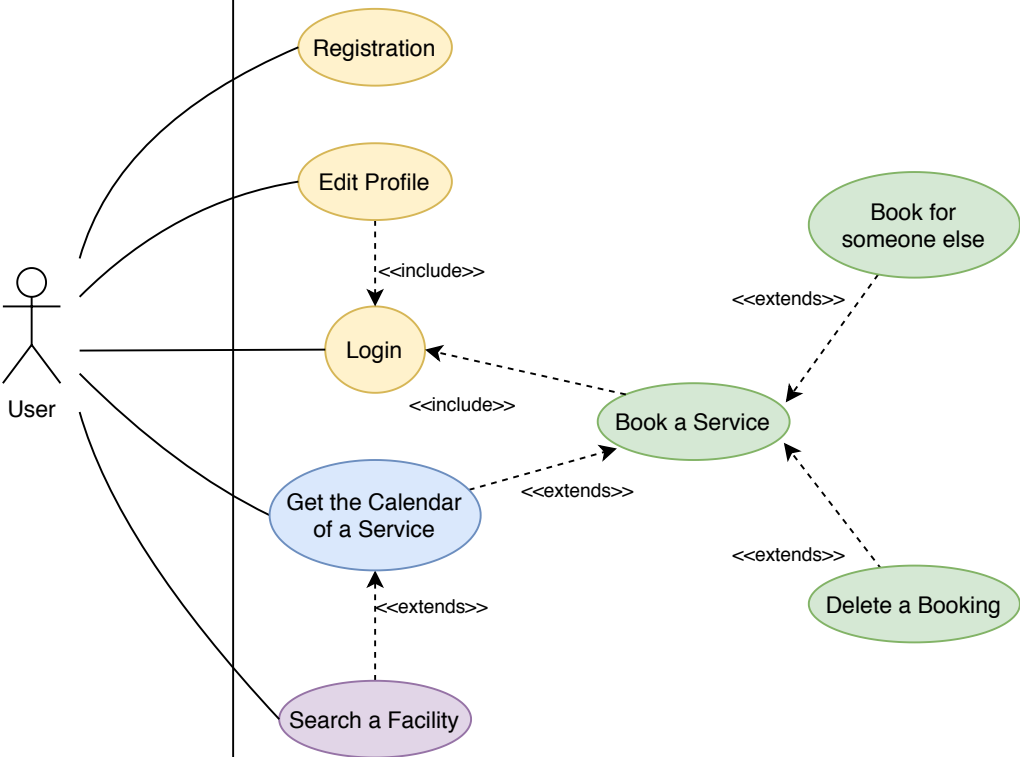 Registration
Edit Profile
Book for
someone else
<<include>>
<<extends>>
Login
User
<<include>>
Book a Service
Get the Calendar
of a Service
<<extends>>
<<extends>>
Delete a Booking
<<extends>>
Search a Facility